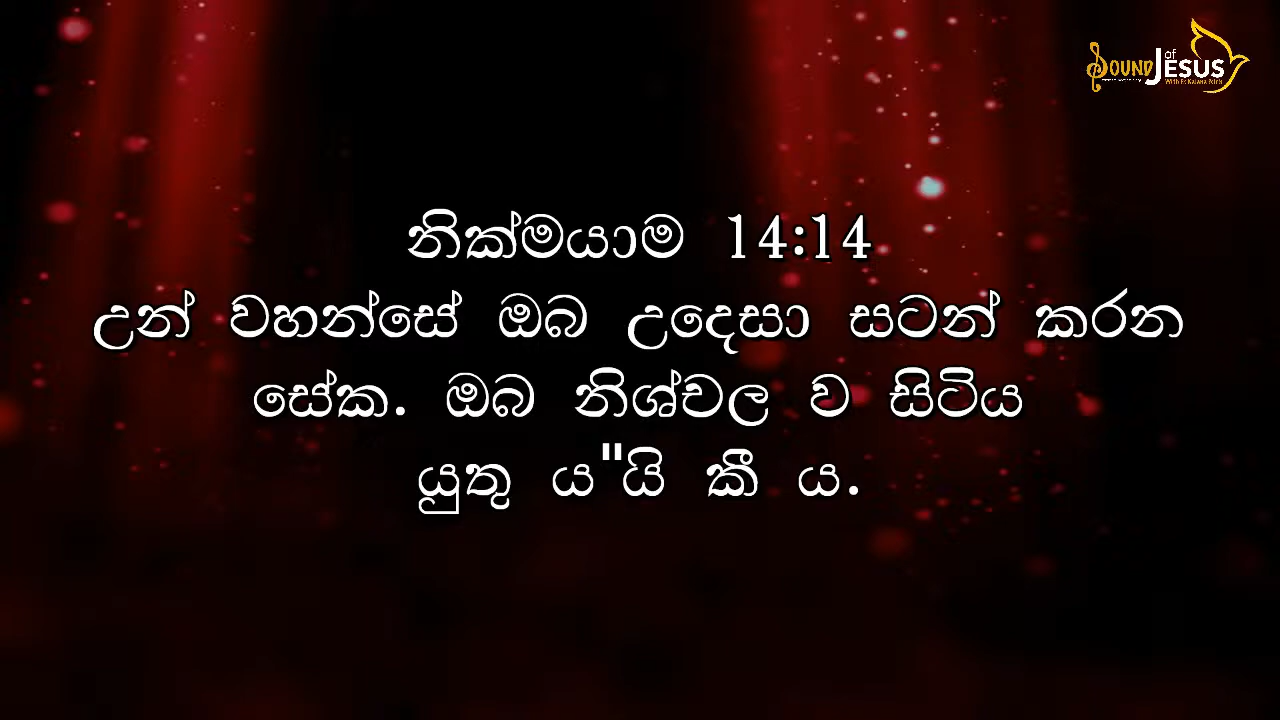 SOUND of JESUS
නික්මයාම 14:14
උන් වහන්සේ ඔබ උදෙසා සටන් කරන
සේක. ඔබ නිශ්චල ව සිටිය
යුතු ය"යි කී ය.